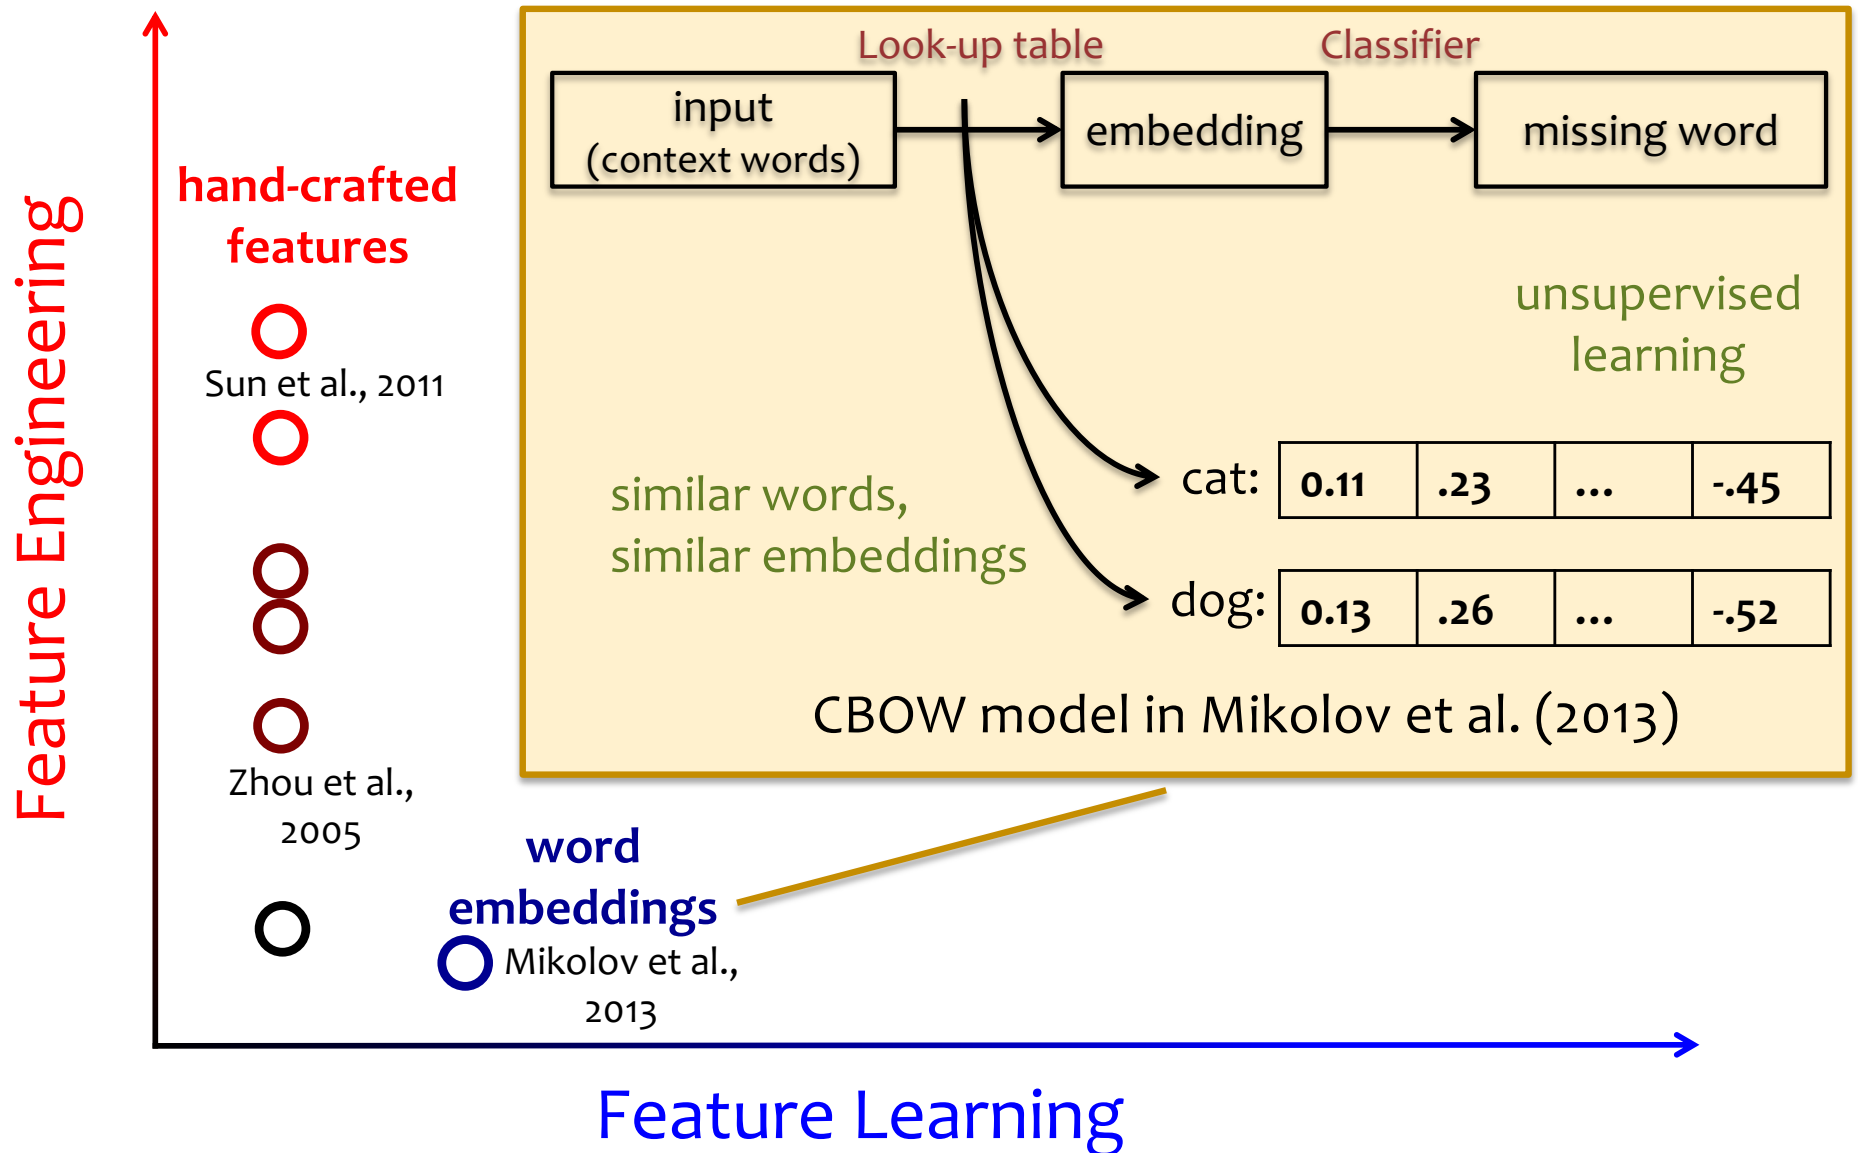 Feature Engineering
hand-crafted
features
Sun et al., 2011
Zhou et al.,
2005
word
embeddings
Mikolov et al.,
2013
Feature Learning
Look-up table
Classifier
input
(context words)
embedding
missing word
unsupervised
learning
similar words,
similar embeddings
cat: 0.11 .23 ... -.45
dog: 0.13 .26 ... -.52
CBOW model in Mikolov et al. (2013)